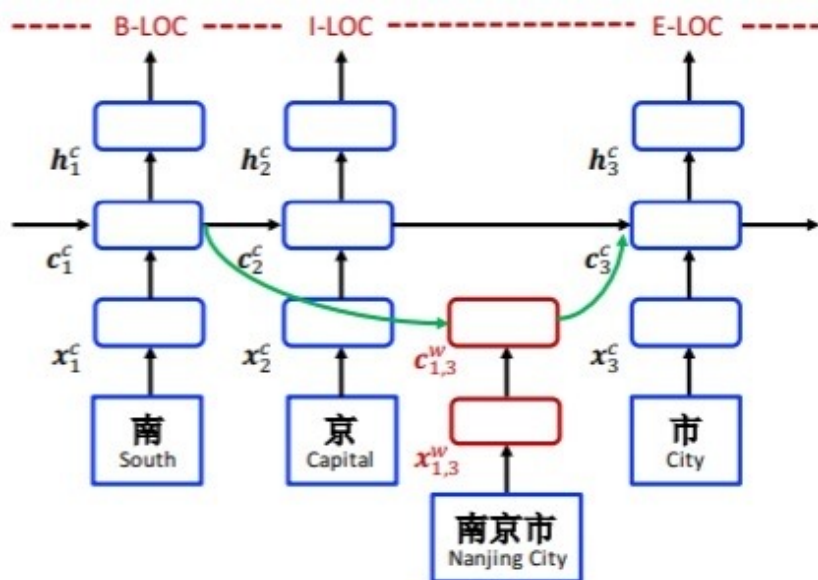 B-LOC I-LOC E-LOC
h_1^c h_2^c h_3^c
c_1^c c_2^c c_3^c
x_1^c x_2^c c_{1,3}^w x_3^c
南 京 市
South Capital City
x_{1,3}^w
南京市
Nanjing City